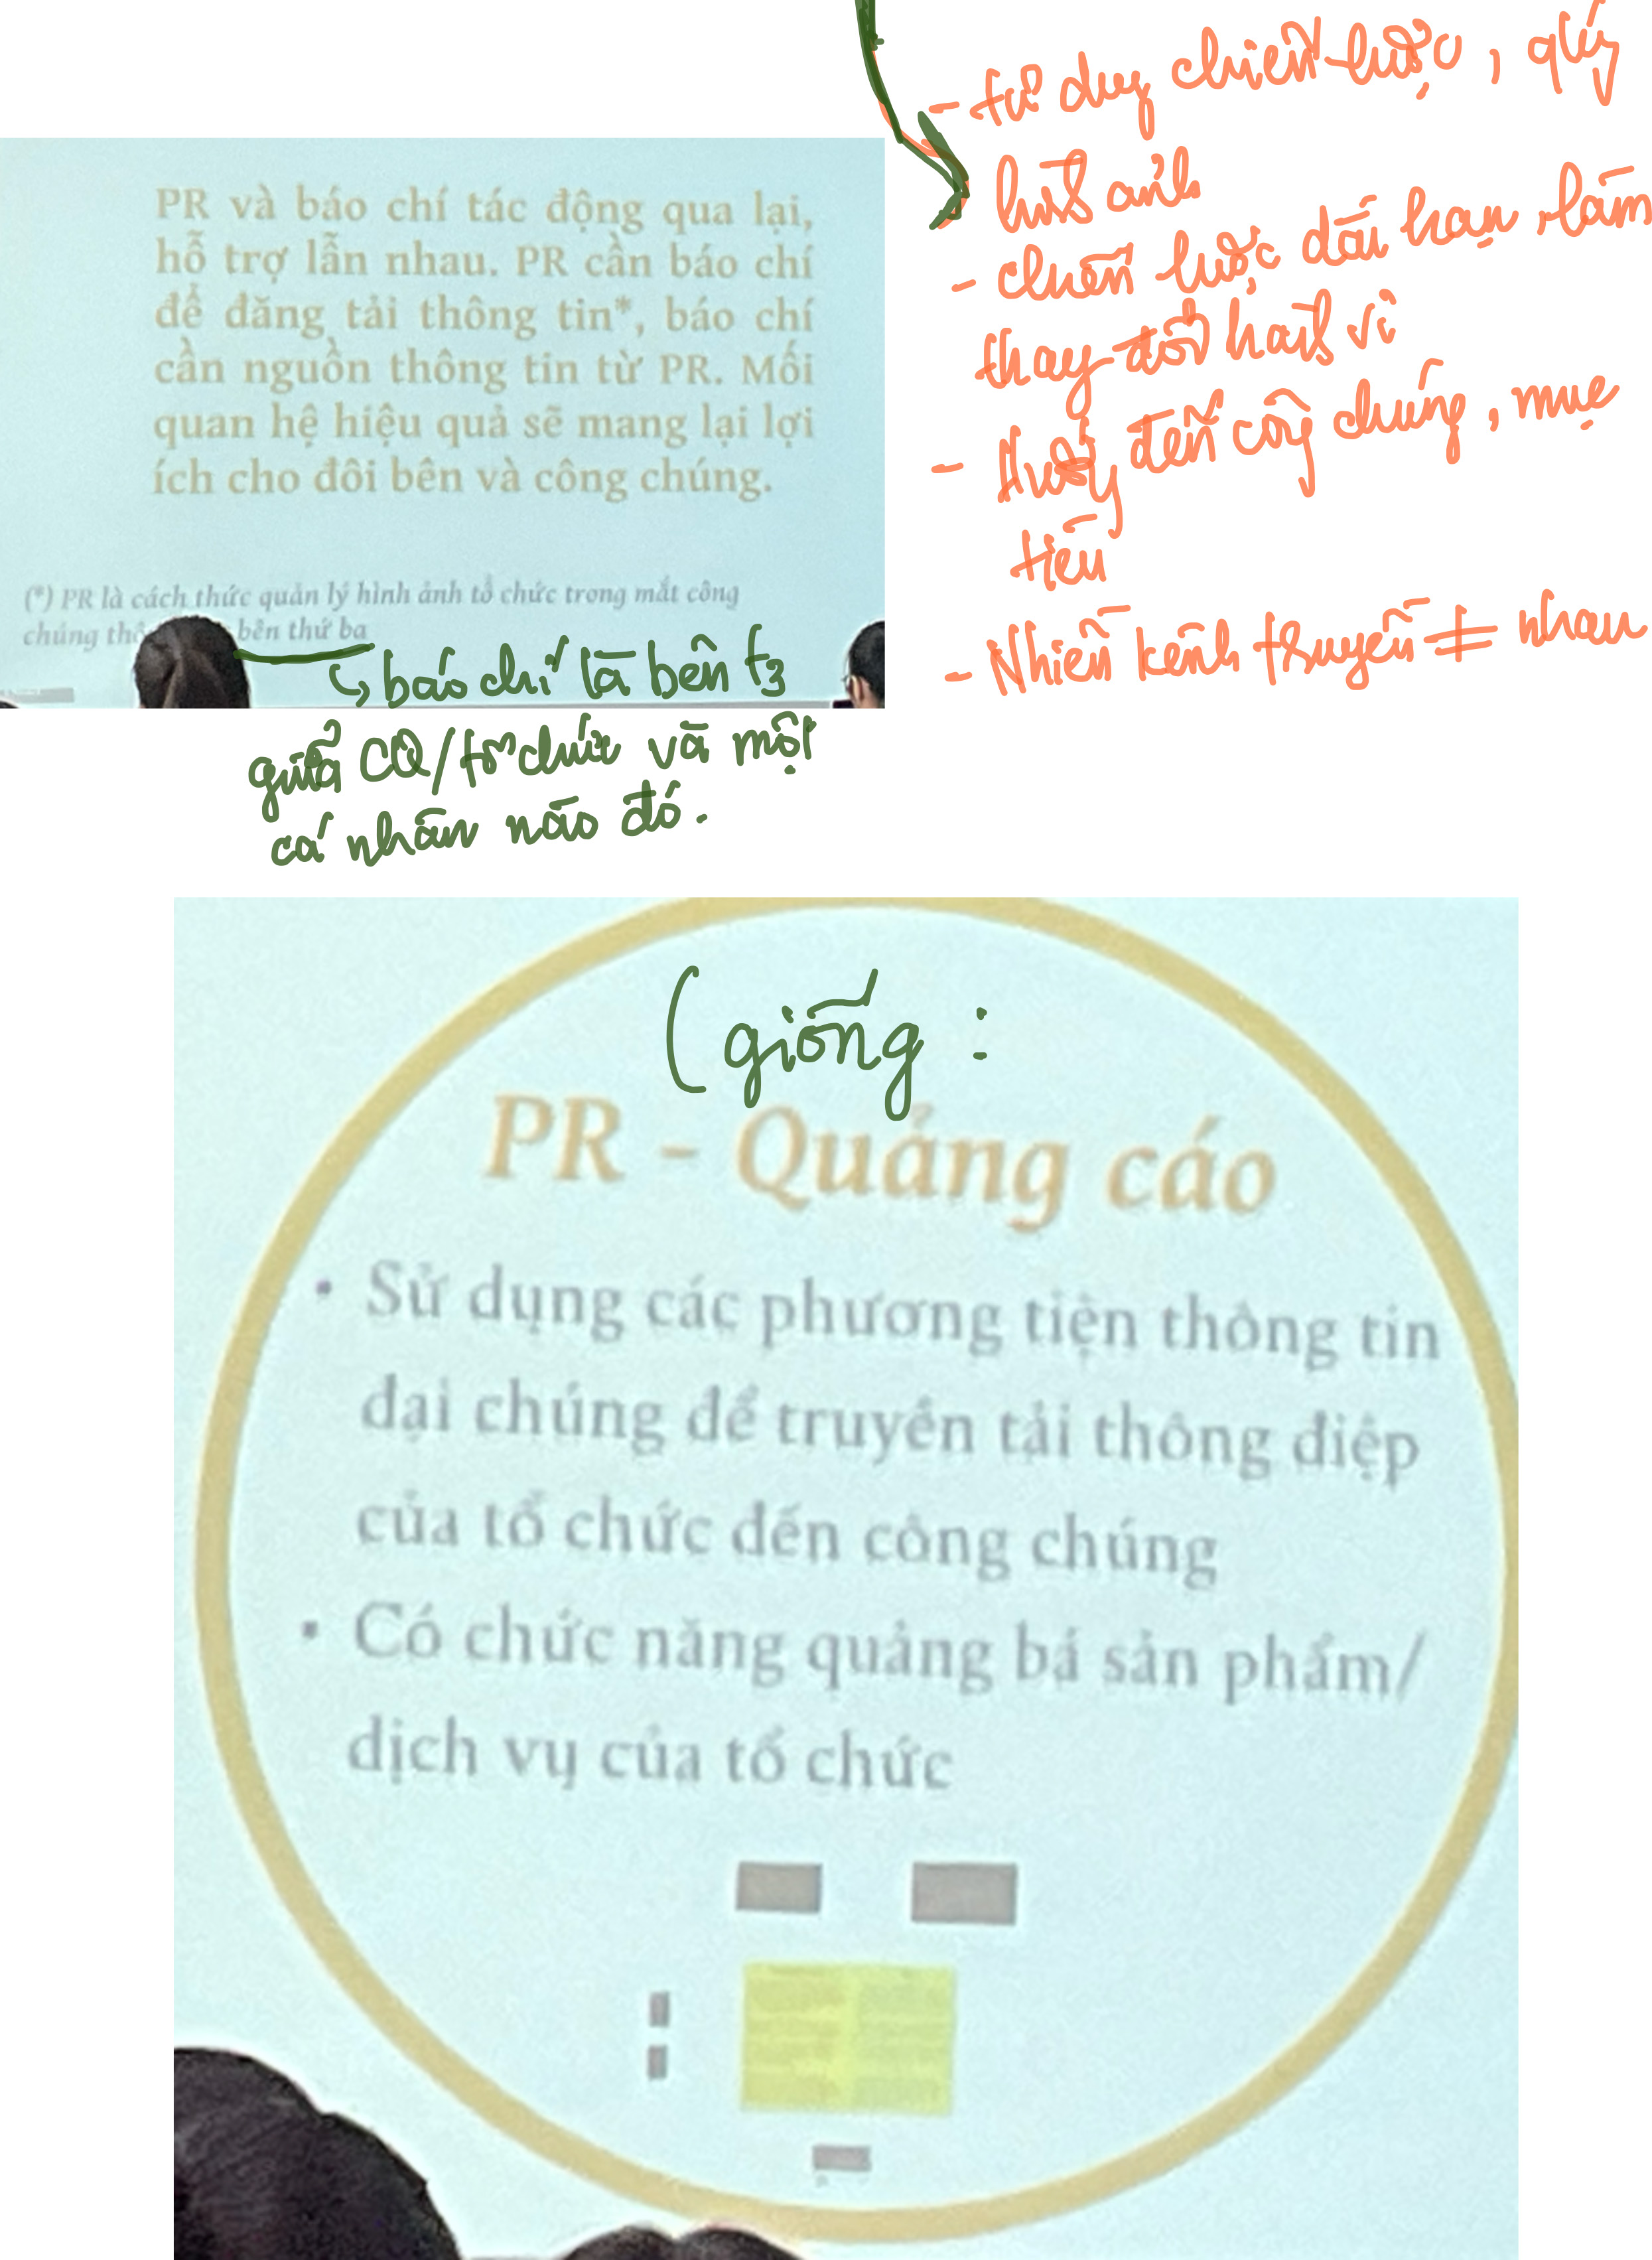 PR và báo chí tác động qua lại,
hỗ trợ lẫn nhau. PR cần báo chí
để đăng tải thông tin*, báo chí
cần nguồn thông tin từ PR. Mối
quan hệ hiệu quả sẽ mang lại lợi
ích cho đôi bên và công chúng.
(*) PR là cách thức quản lý hình ảnh tổ chức trong mắt công
chúng bên thứ ba
↳ báo chí là bên t3
giữa CQ/tổ chức và một
cá nhân nào đó.
- tư duy chiến lược,
hình ảnh
- chiến lược dài hạn, làm
thay đổi hành vi
- Hướng đến công chúng, mục
tiêu
- Nhiều kênh truyền ≠ nhau
(giống :
PR - Quảng cáo
• Sử dụng các phương tiện thông tin
đại chúng để truyền tải thông điệp
của tổ chức đến công chúng
• Có chức năng quảng bá sản phẩm/
dịch vụ của tổ chức